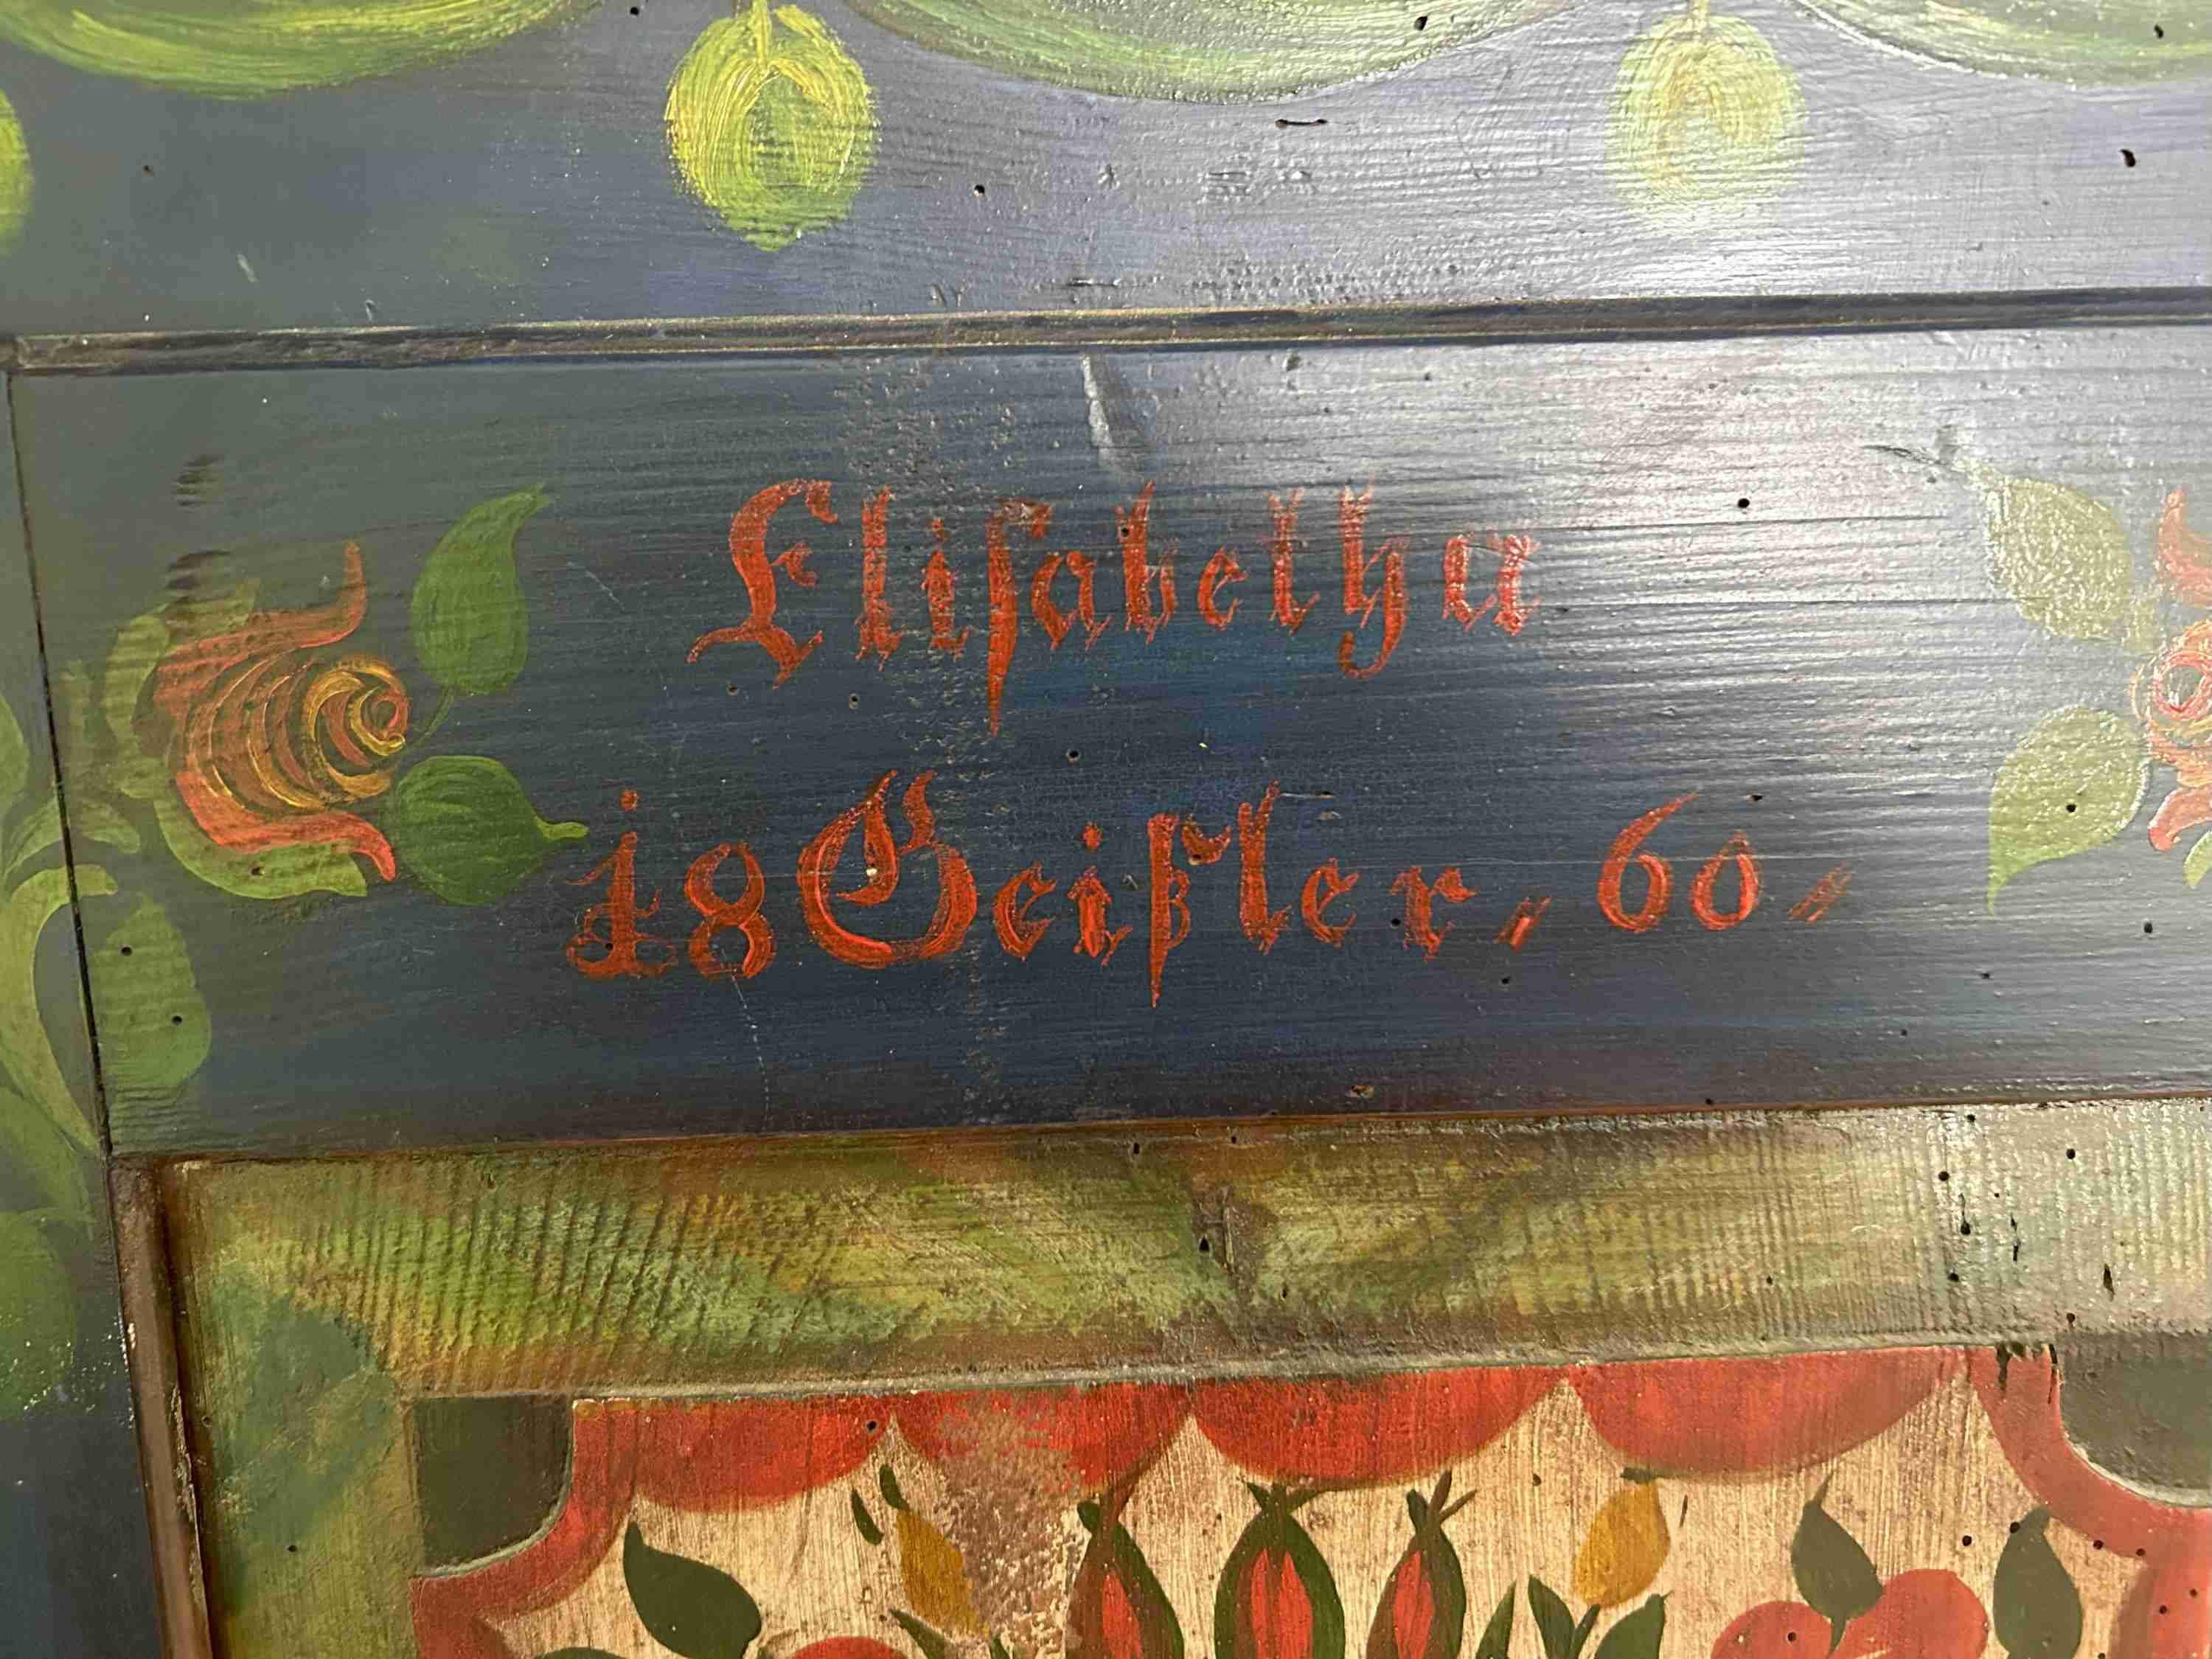 Eliſabetha
18 Geißler, 60,